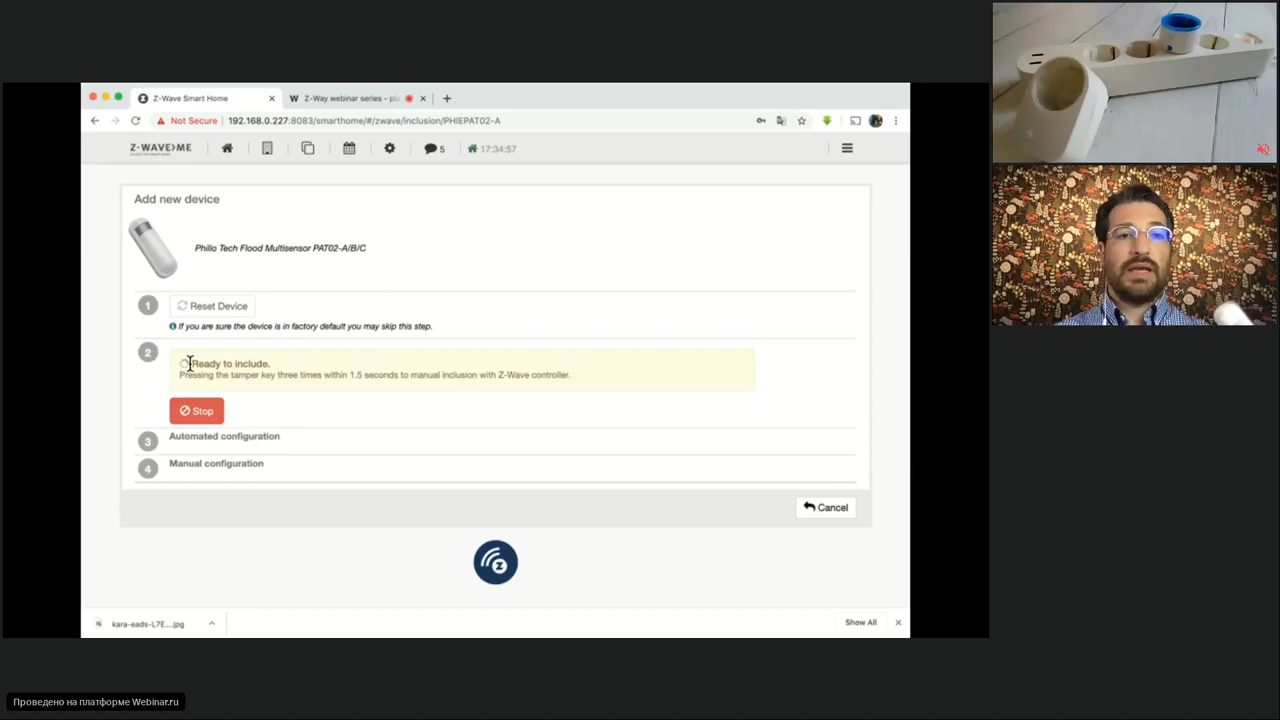 Z-Wave Smart Home
Z-Way webinar series - pl
Not Secure
192.168.0.227:8083/smarthome/#/zwave/inclusion/PHIEPAT02-A
Z-WAVE>ME
5
17:34:57
Add new device
Philio Tech Flood Multisensor PAT02-A/B/C
1
Reset Device
If you are sure the device is in factory default you may skip this step.
2
Ready to include.
Pressing the tamper key three times within 1.5 seconds to manual inclusion with Z-Wave controller.
Stop
3
Automated configuration
4
Manual configuration
Cancel
kara-eads-L7E....jpg
Show All
Проведено на платформе Webinar.ru